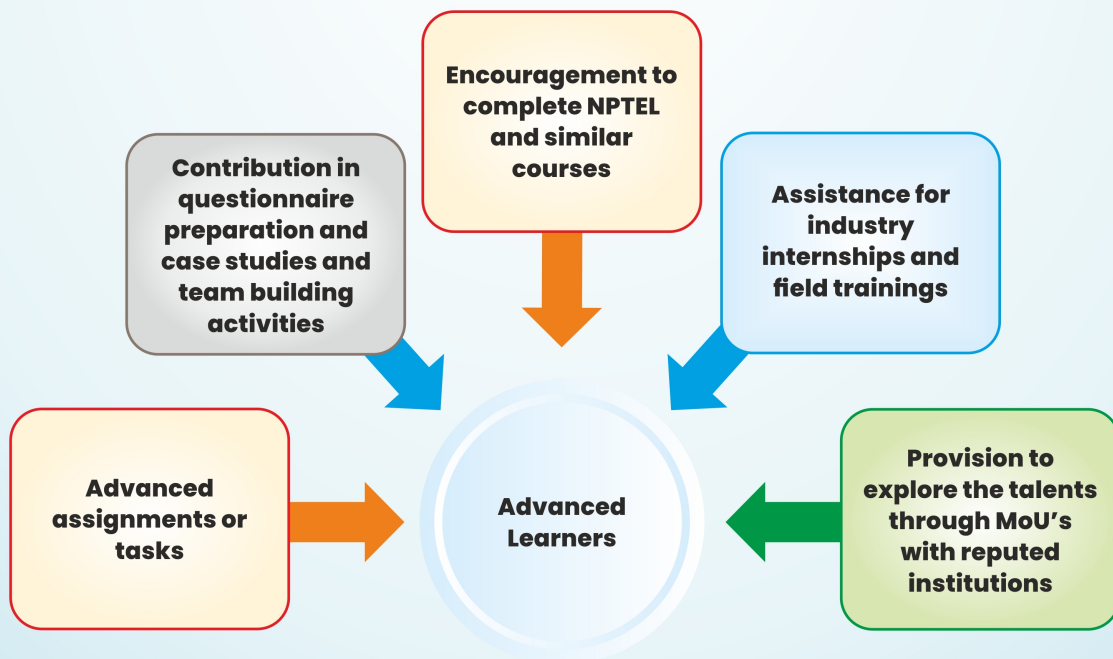 Encouragement to
complete NPTEL
and similar
courses
Contribution in
questionnaire
preparation and
case studies and
team building
activities
Assistance for
industry
internships and
field trainings
Advanced
assignments or
tasks
Advanced
Learners
Provision to
explore the talents
through MoU's
with reputed
institutions